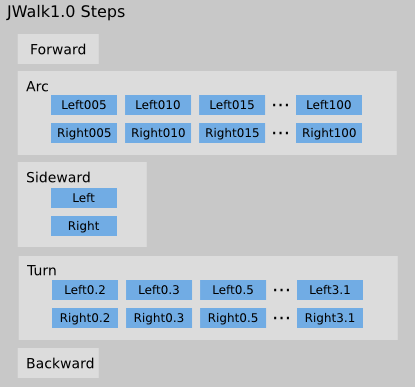 JWalk1.0 Steps
Forward
Arc
Left005 Left010 Left015 ... Left100
Right005 Right010 Right015 ... Right100
Sideward
Left
Right
Turn
Left0.2 Left0.3 Left0.5 ... Left3.1
Right0.2 Right0.3 Right0.5 ... Right3.1
Backward